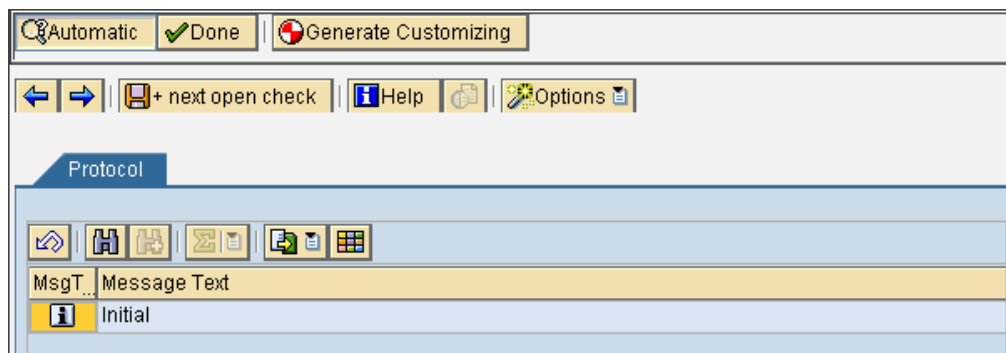 Automatic Done Generate Customizing
+ next open check Help Options
Protocol
MsgT... Message Text
Initial